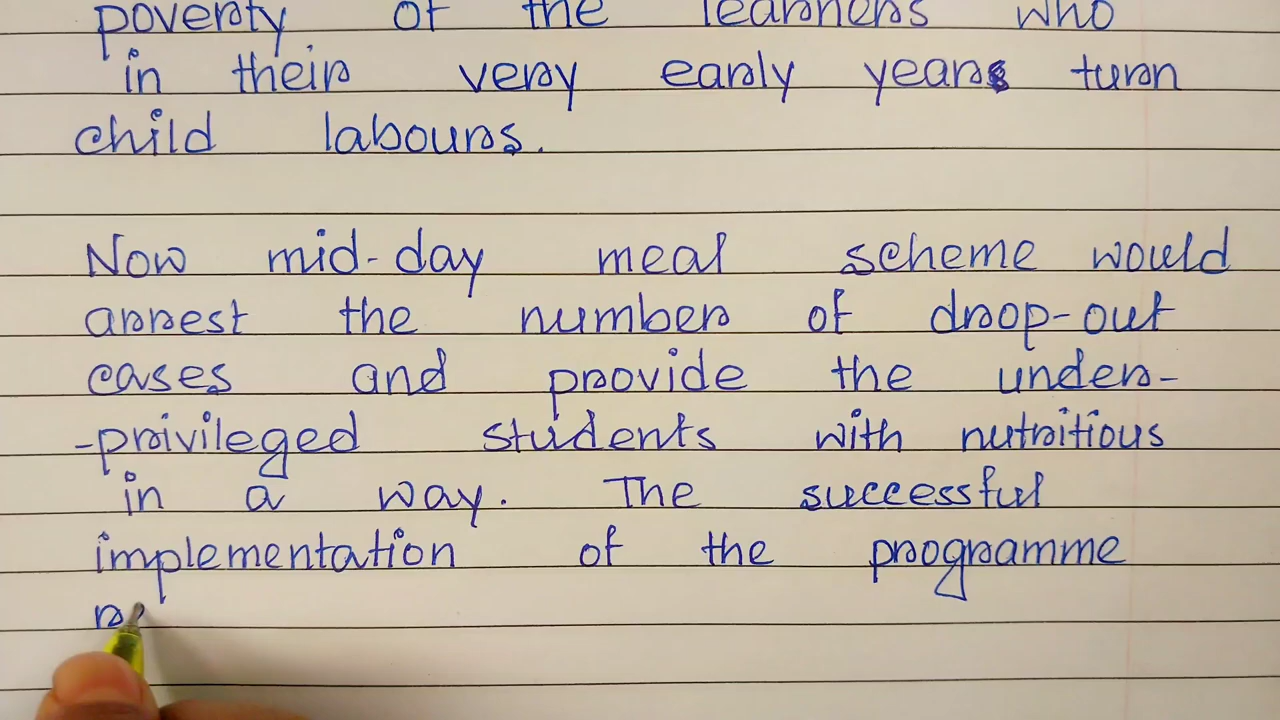 poverty of the learners who
in their very early years turn
child labours.
Now mid-day meal scheme would
arrest the number of drop-out
cases and provide the under-
-privileged students with nutritious
in a way. The successful
implementation of the programme
r